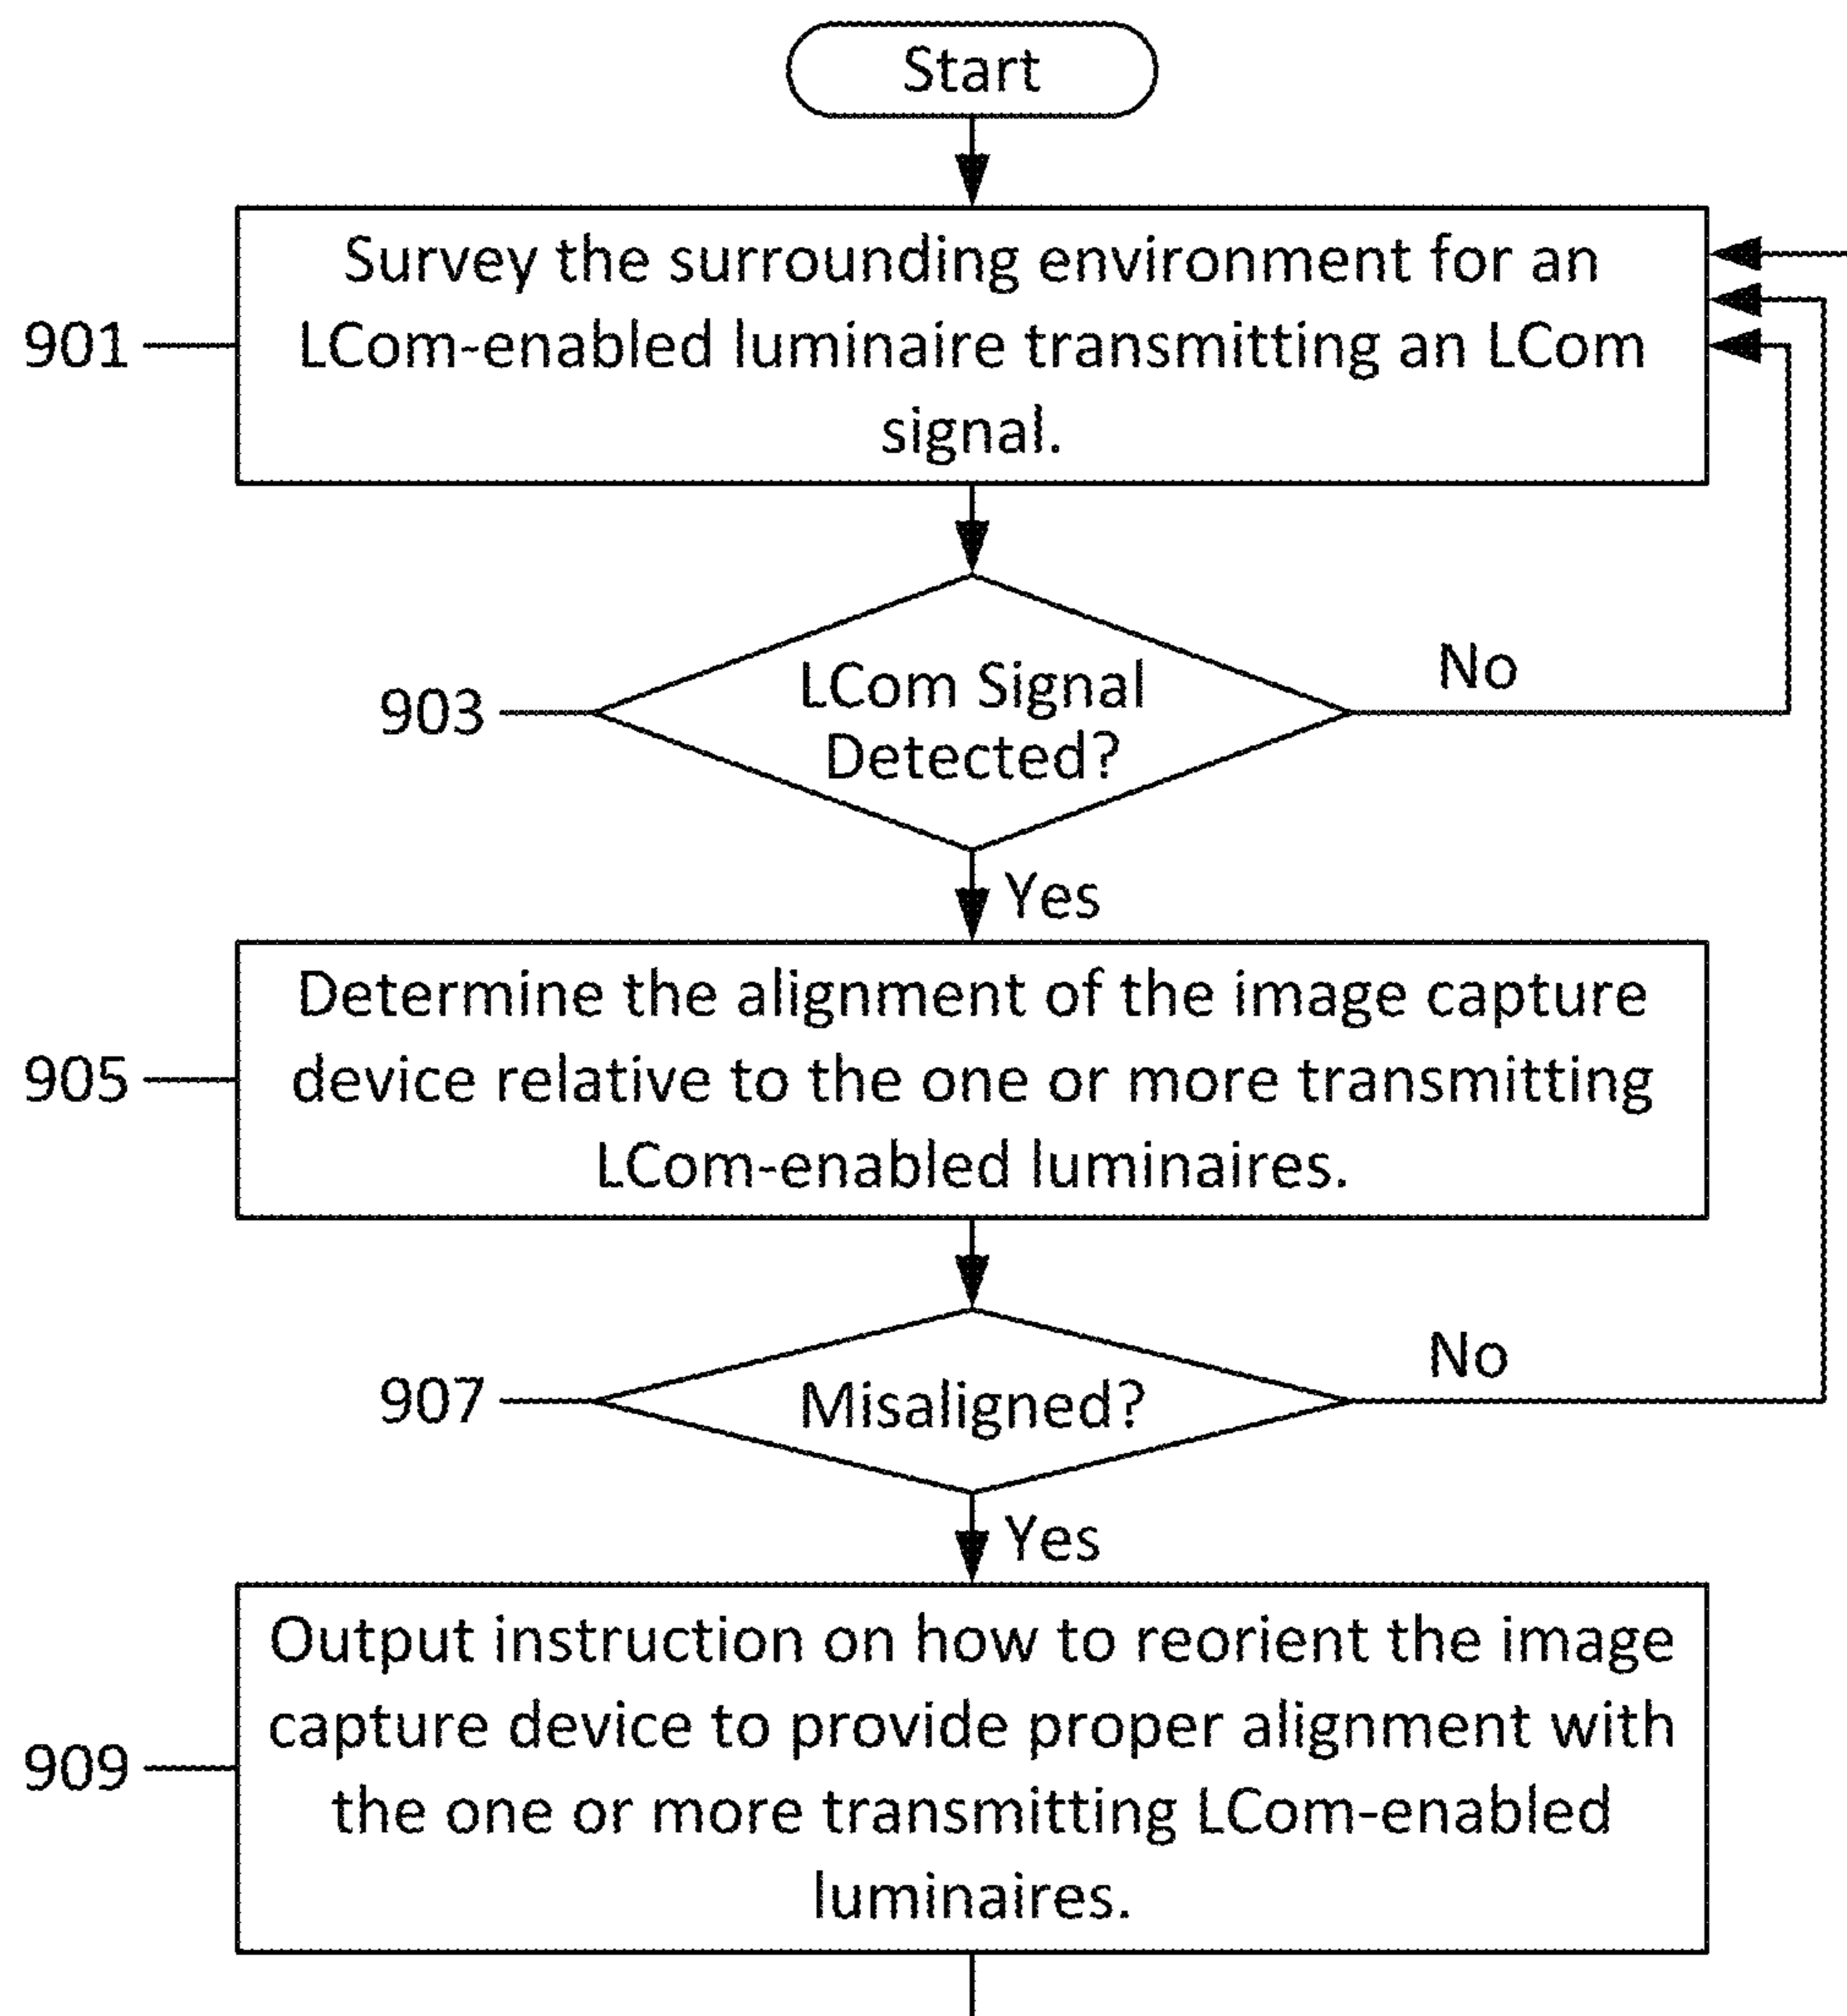 Start
Survey the surrounding environment for an
901
LCom-enabled luminaire transmitting an LCom
signal.
903
LCom Signal
Detected?
No
Yes
Determine the alignment of the image capture
905
device relative to the one or more transmitting
LCom-enabled luminaires.
907
Misaligned?
No
Yes
Output instruction on how to reorient the image
capture device to provide proper alignment with
909
the one or more transmitting LCom-enabled
luminaires.